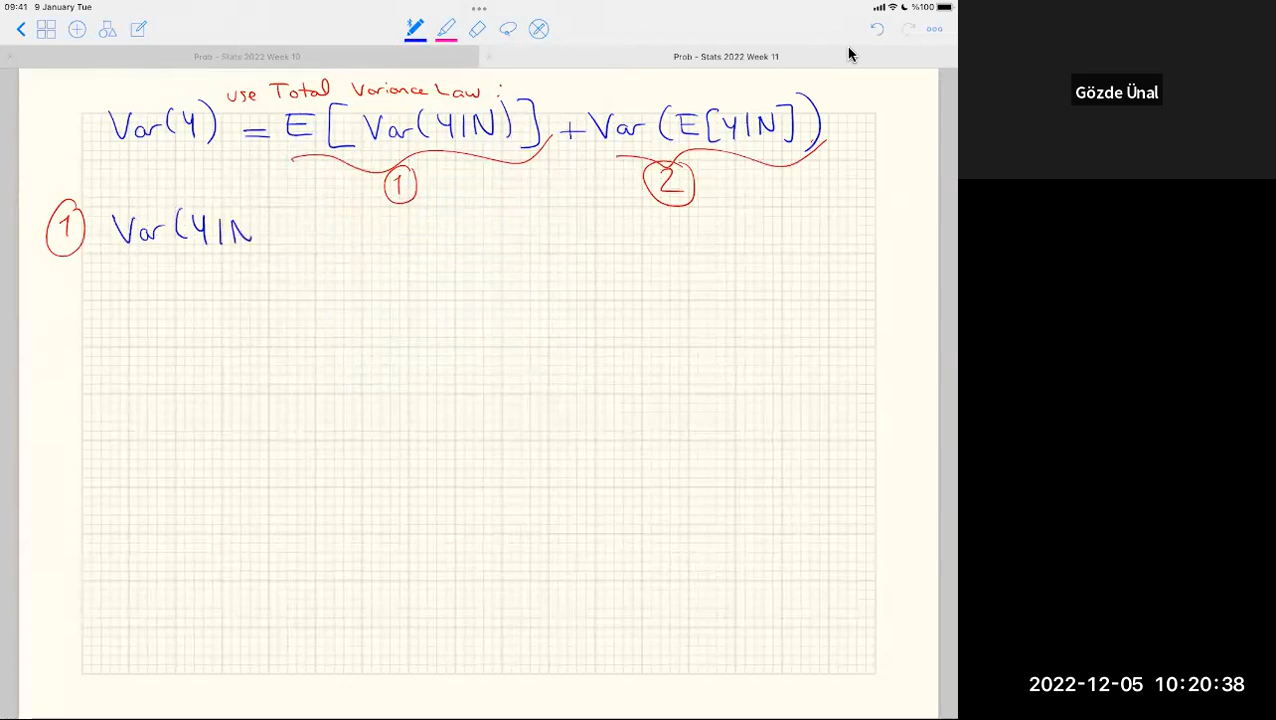 09:41 9 January Tue
%100
Prob - Stats 2022 Week 10
Prob - Stats 2022 Week 11
use Total Variance Law :
Var(Y) = E[Var(Y|N)] + Var(E[Y|N])
① ②
① Var(Y|N
Gözde Ünal
2022-12-05 10:20:38